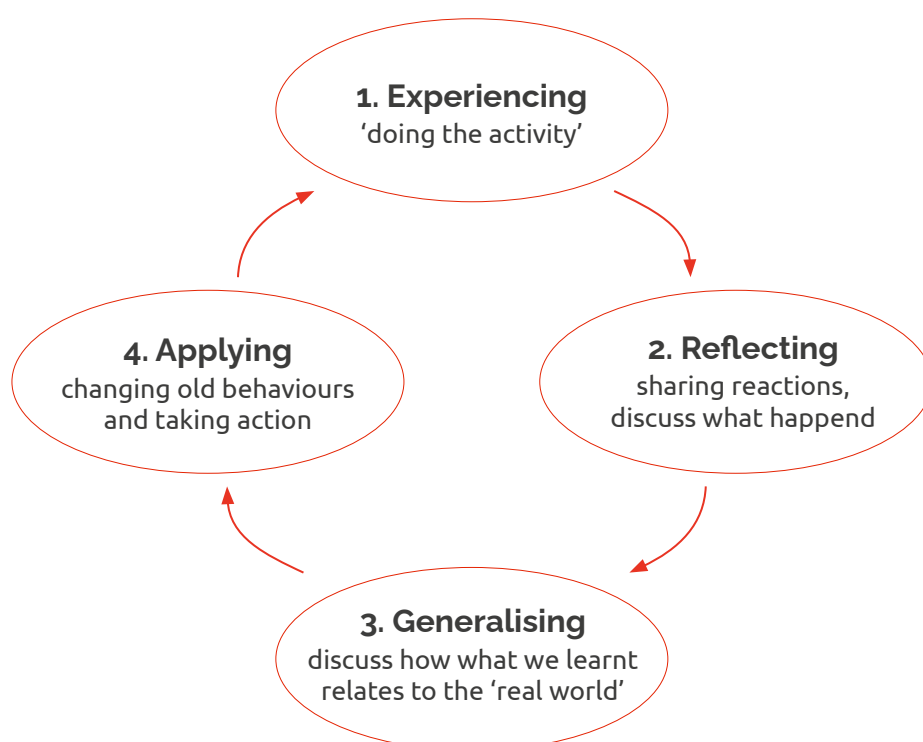 1. Experiencing
‘doing the activity’
2. Reflecting
sharing reactions,
discuss what happend
3. Generalising
discuss how what we learnt
relates to the ‘real world’
4. Applying
changing old behaviours
and taking action